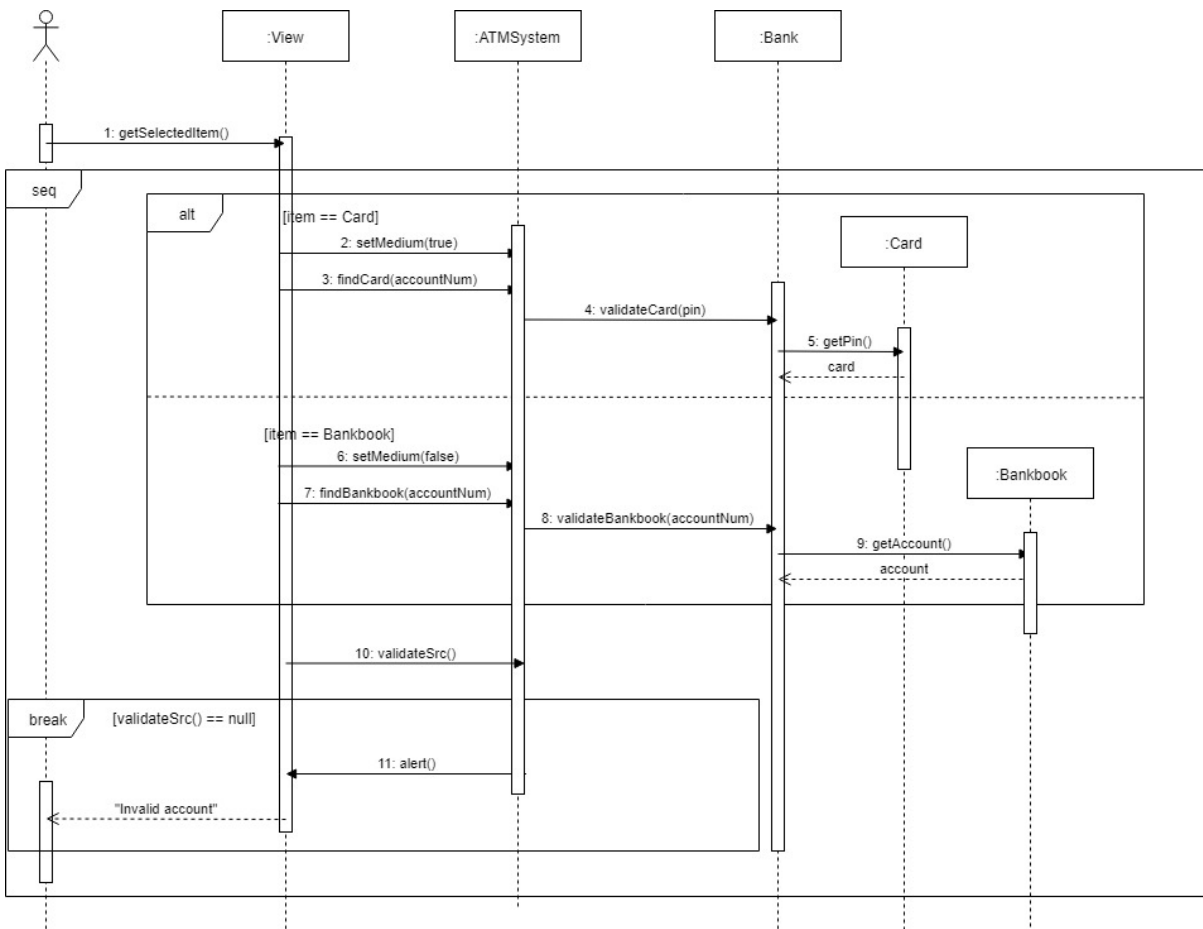 :View
:ATMSystem
:Bank
1: getSelectedItem()
seq
alt
[item == Card]
2: setMedium(true)
:Card
3: findCard(accountNum)
4: validateCard(pin)
5: getPin()
card
[item == Bankbook]
6: setMedium(false)
:Bankbook
7: findBankbook(accountNum)
8: validateBankbook(accountNum)
9: getAccount()
account
10: validateSrc()
break
[validateSrc() == null]
11: alert()
"Invalid account"